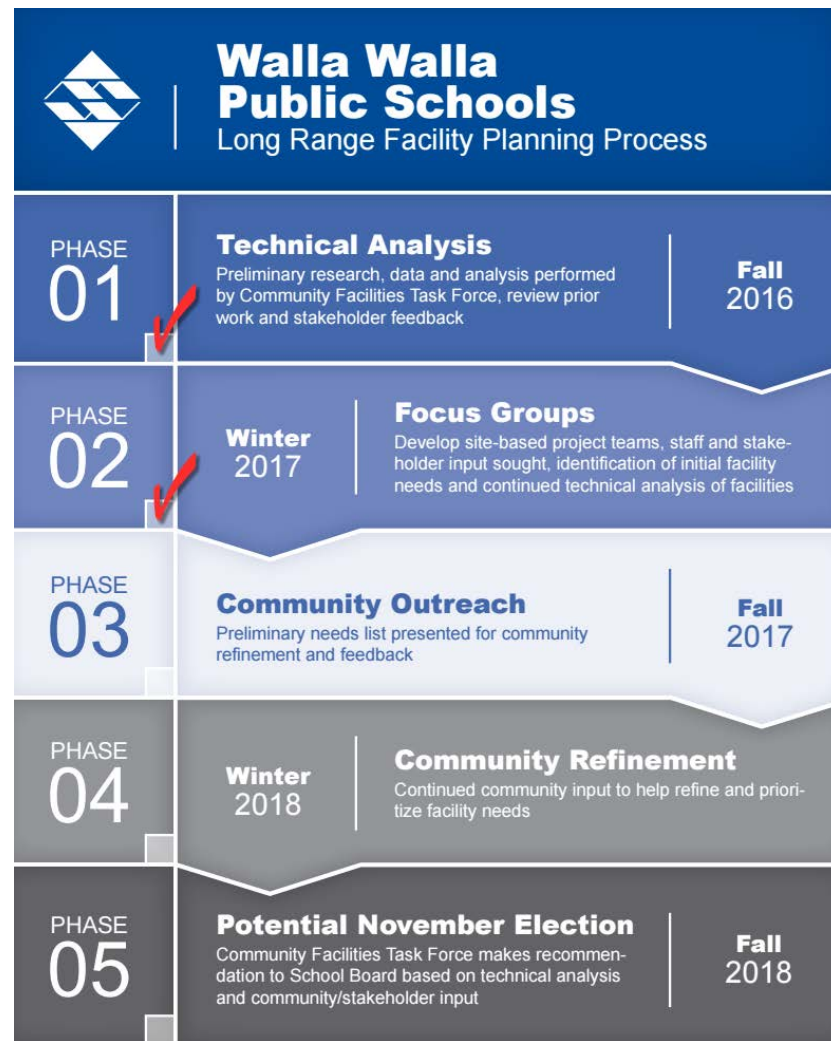 Walla Walla
Public Schools
Long Range Facility Planning Process
PHASE
01
Technical Analysis
Preliminary research, data and analysis performed
by Community Facilities Task Force, review prior
work and stakeholder feedback
Fall
2016
PHASE
02
Winter
2017
Focus Groups
Develop site-based project teams, staff and stake-
holder input sought, identification of initial facility
needs and continued technical analysis of facilities
PHASE
03
Community Outreach
Preliminary needs list presented for community
refinement and feedback
Fall
2017
PHASE
04
Winter
2018
Community Refinement
Continued community input to help refine and priori-
tize facility needs
PHASE
05
Potential November Election
Community Facilities Task Force makes recommen-
dation to School Board based on technical analysis
and community/stakeholder input
Fall
2018